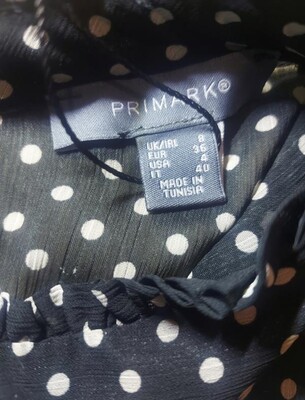 PRIMARK®
UK/IRL 8
EUR 36
USA 4
IT 40
MADE IN
TUNISIA